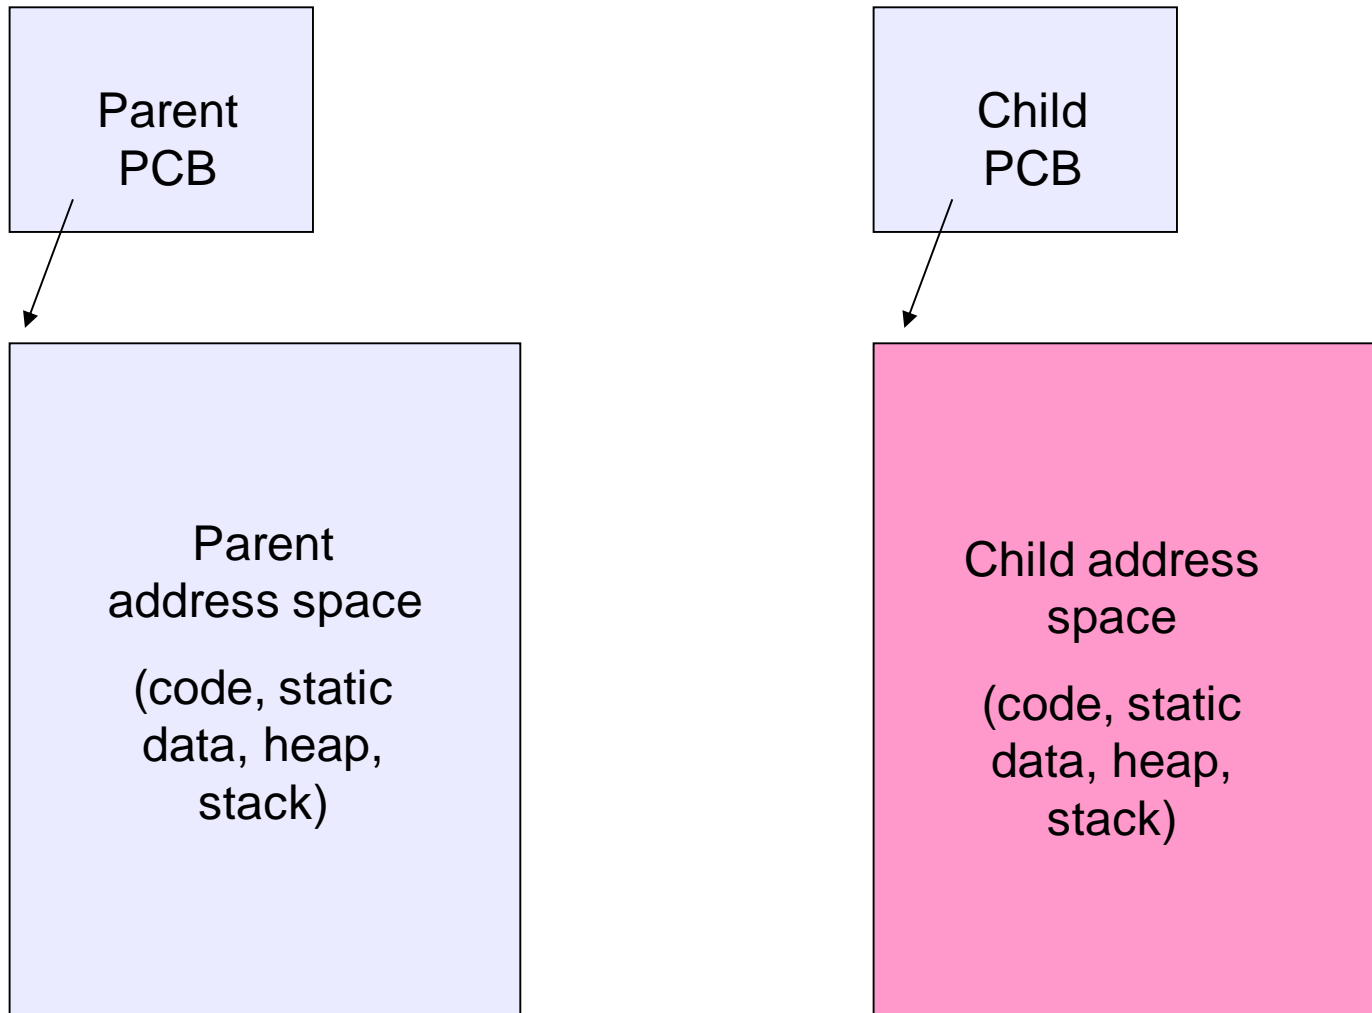 Parent
PCB
Child
PCB
Parent
address space
(code, static
data, heap,
stack)
Child address
space
(code, static
data, heap,
stack)